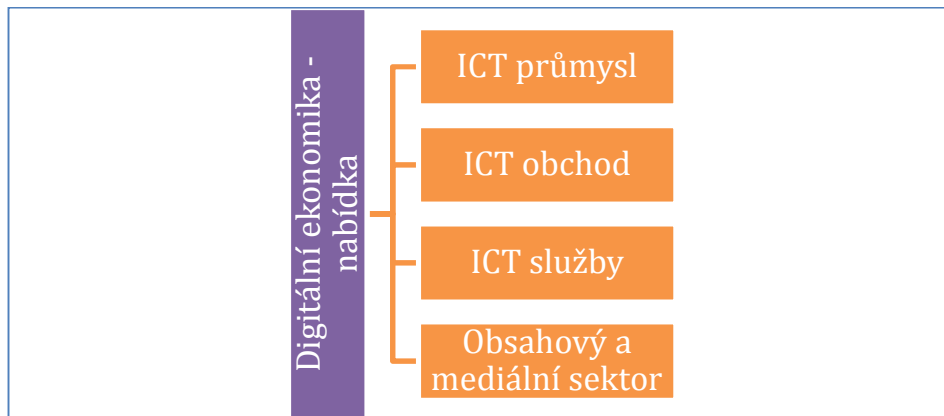 Digitální ekonomika -
nabídka
ICT průmysl
ICT obchod
ICT služby
Obsahový a
mediální sektor